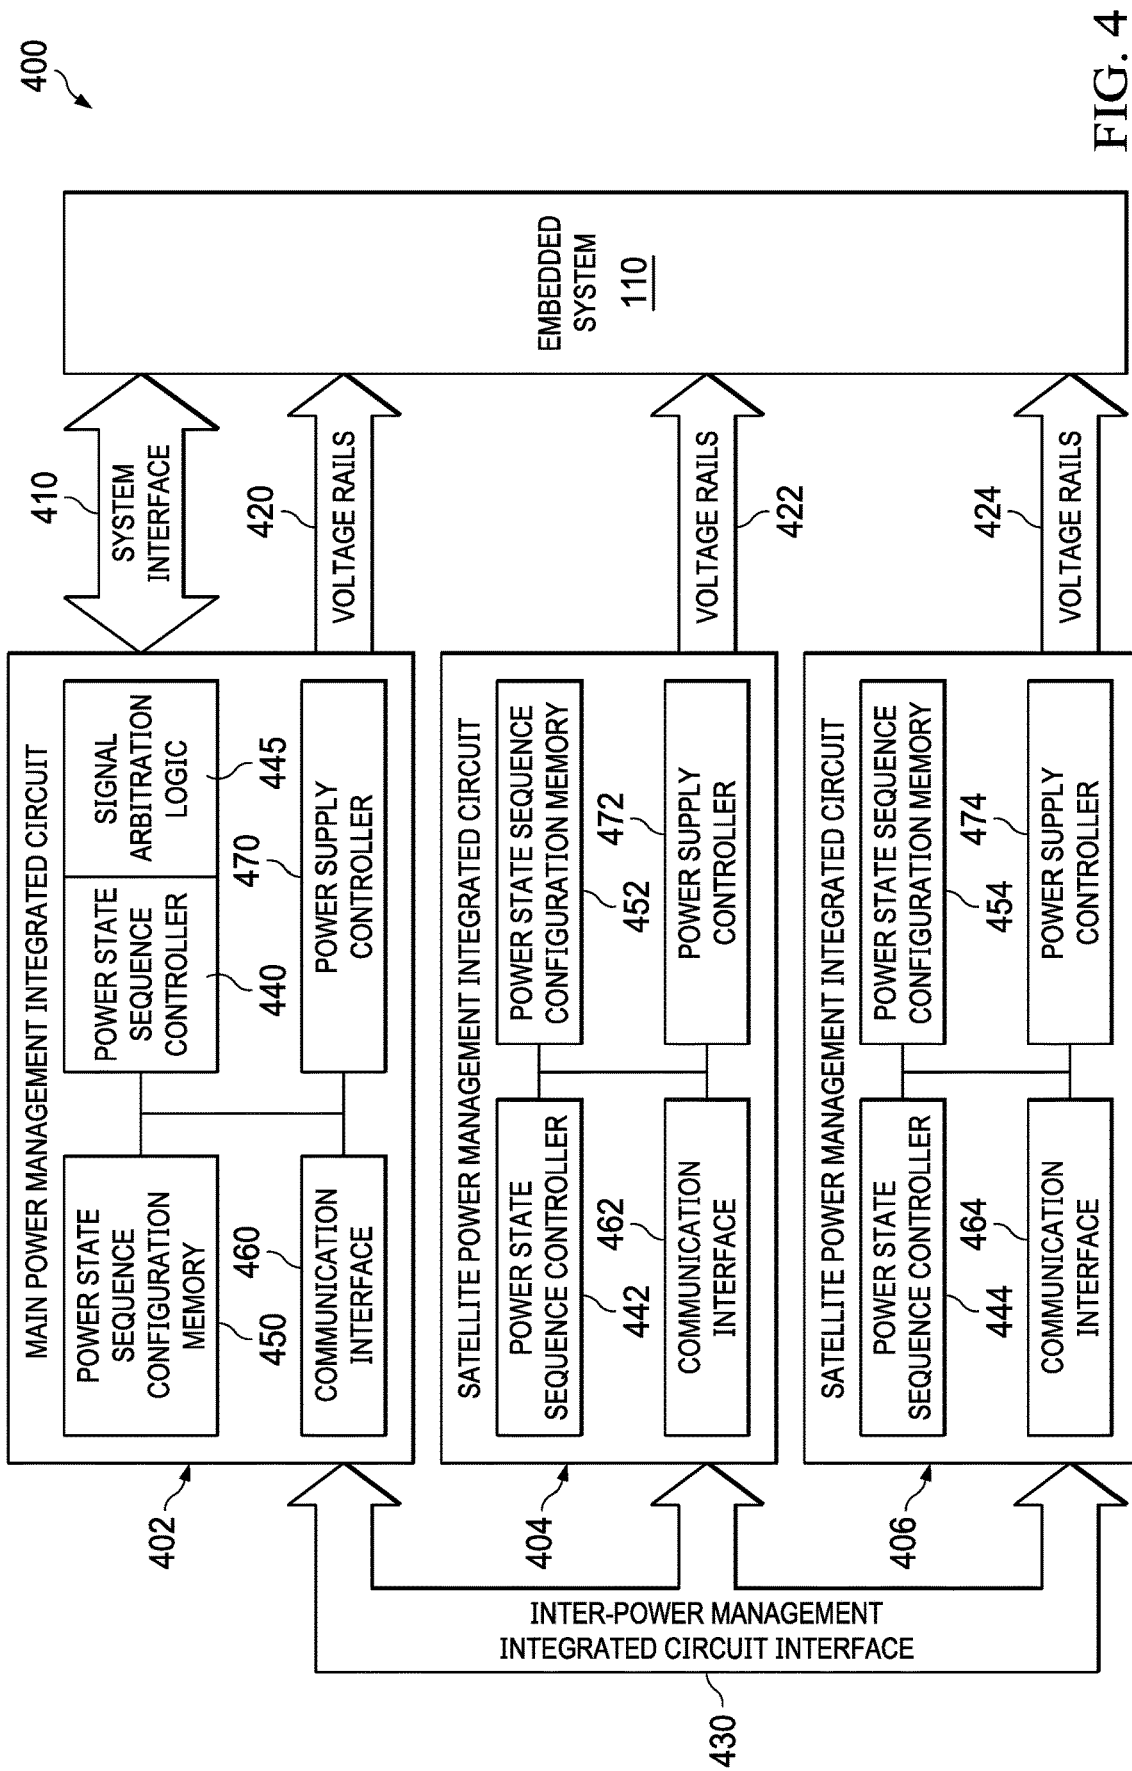 400
MAIN POWER MANAGEMENT INTEGRATED CIRCUIT
402
POWER STATE
SEQUENCE
CONFIGURATION
MEMORY
450
POWER STATE
SEQUENCE
CONTROLLER
440
SIGNAL
ARBITRATION
LOGIC
445
COMMUNICATION
INTERFACE
460
POWER SUPPLY
CONTROLLER
470
410
SYSTEM
INTERFACE
420
VOLTAGE RAILS
SATELLITE POWER MANAGEMENT INTEGRATED CIRCUIT
404
POWER STATE
SEQUENCE CONTROLLER
442
POWER STATE SEQUENCE
CONFIGURATION MEMORY
452
COMMUNICATION
INTERFACE
462
POWER SUPPLY
CONTROLLER
472
VOLTAGE RAILS
422
SATELLITE POWER MANAGEMENT INTEGRATED CIRCUIT
406
POWER STATE
SEQUENCE CONTROLLER
444
POWER STATE SEQUENCE
CONFIGURATION MEMORY
454
COMMUNICATION
INTERFACE
464
POWER SUPPLY
CONTROLLER
474
424
VOLTAGE RAILS
INTER-POWER MANAGEMENT
INTEGRATED CIRCUIT INTERFACE
430
EMBEDDED
SYSTEM
110
FIG. 4